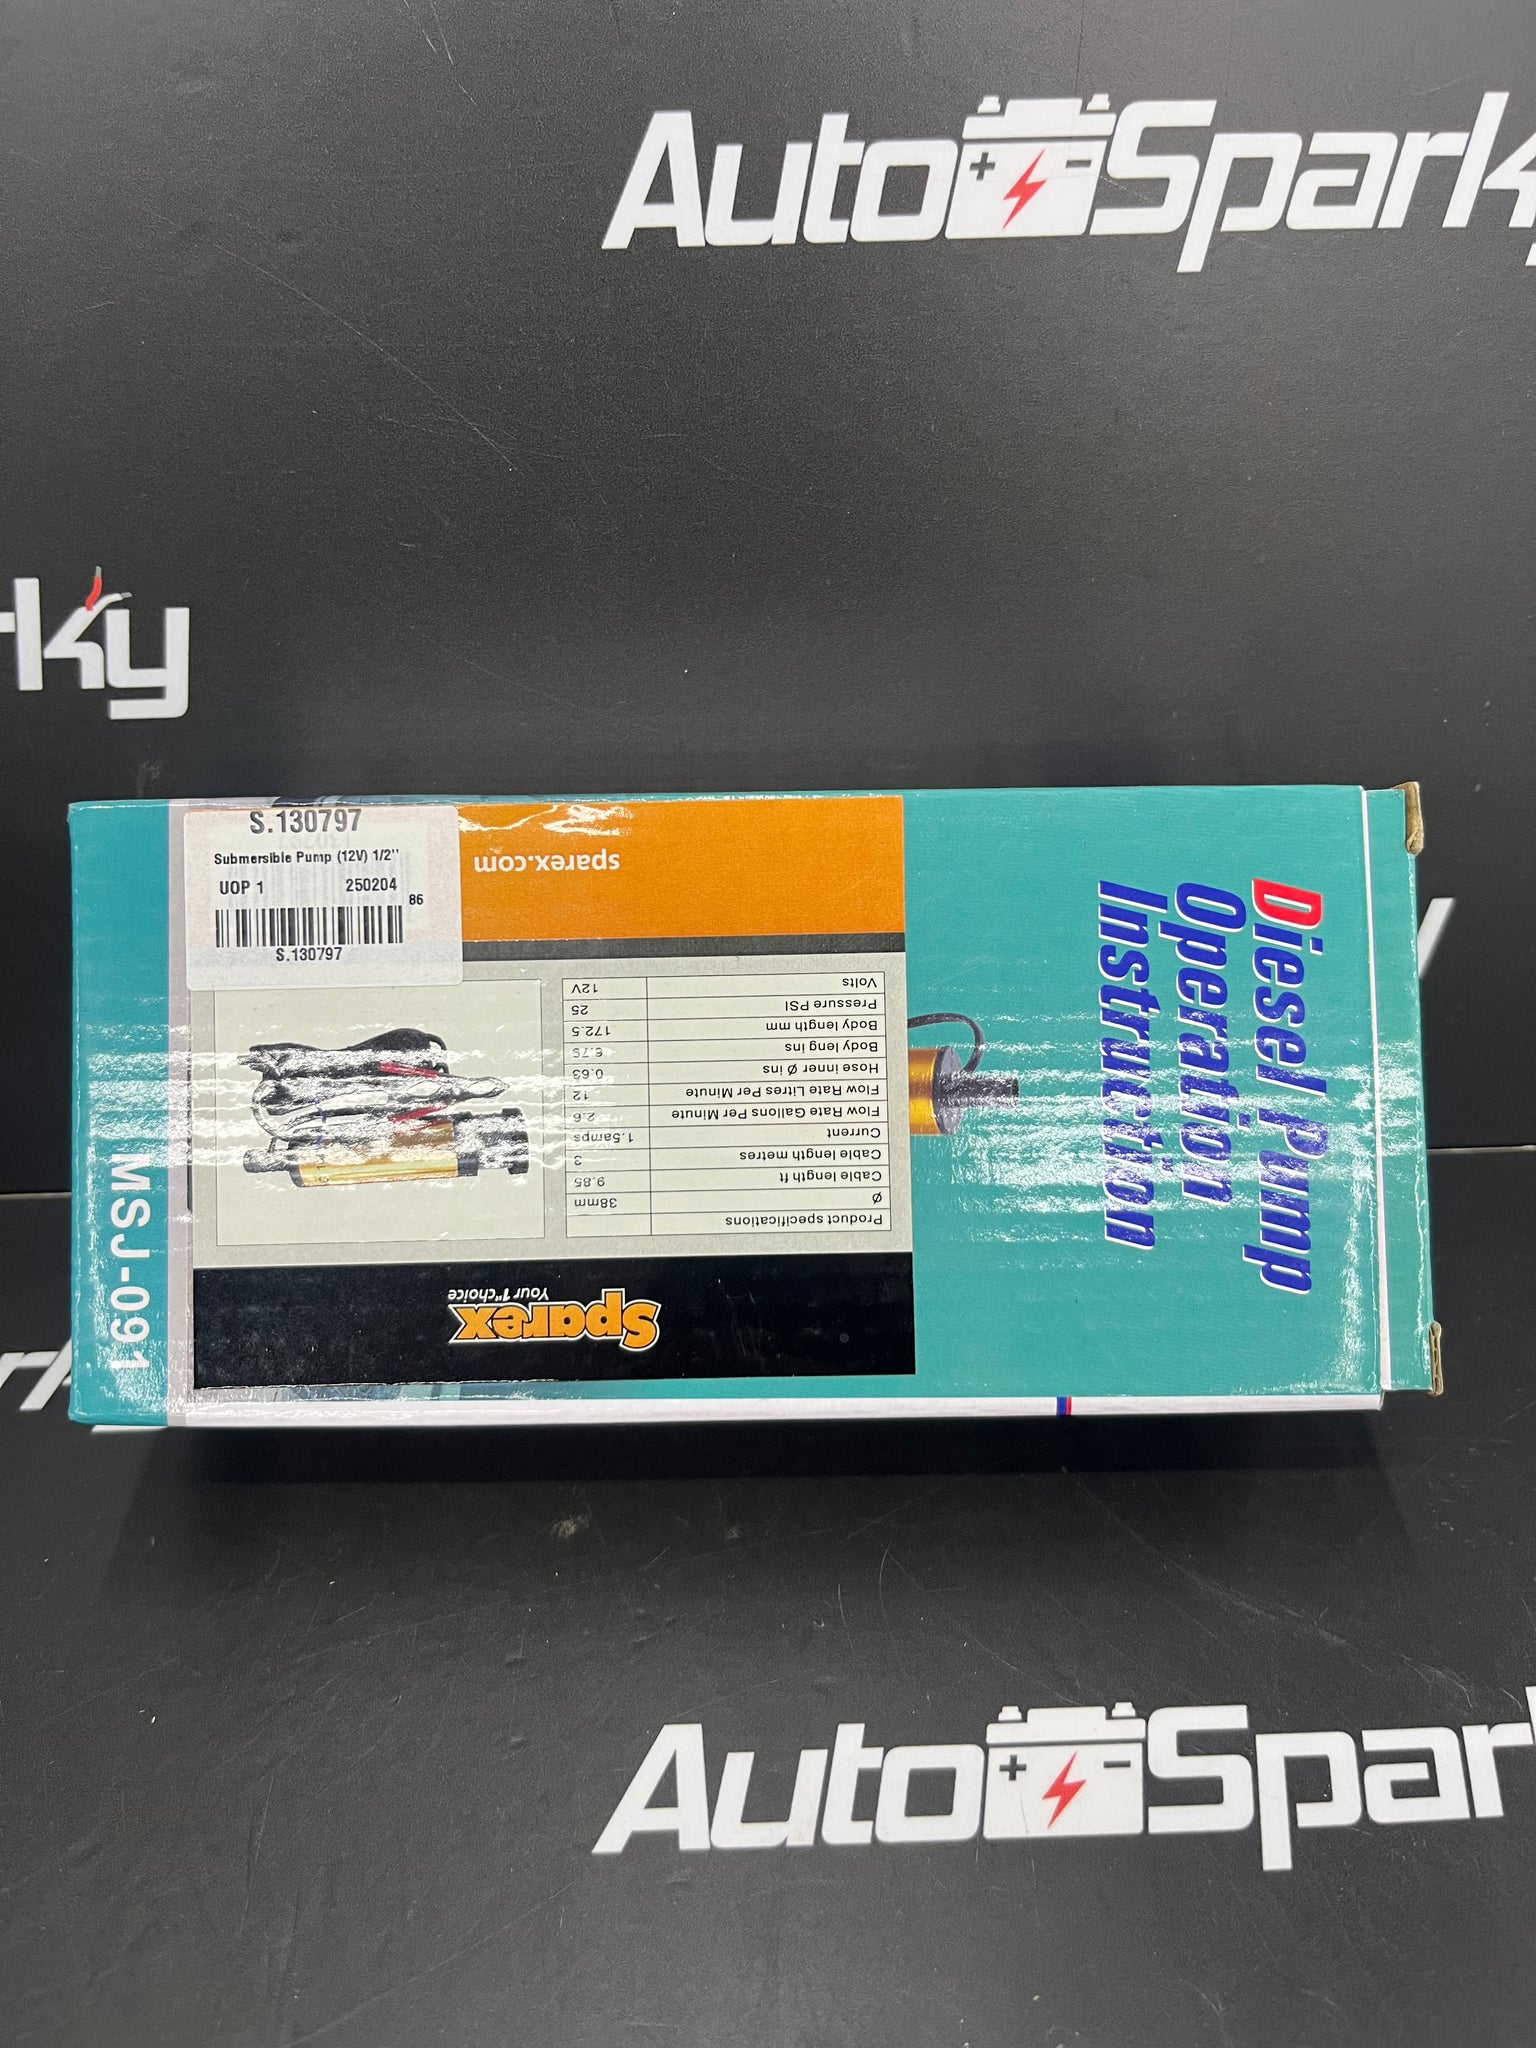 AutoSparky
rky
S.130797
Submersible Pump (12V) 1/2''
UOP 1 250204
86
S.130797
sparex.com
Sparex
Your 1st choice
Product specifications
Ø 38mm
Cable length ft 9.85
Cable length metres 3
Current 1.5amps
Flow Rate Gallons Per Minute 2.6
Flow Rate Litres Per Minute 12
Hose inner Ø ins 0.63
Body leng ins 6.79
Body length mm 172.5
Pressure PSI 25
Volts 12V
Diesel Pump
Operation
Instruction
MSJ-091
y
rk
AutoSpark